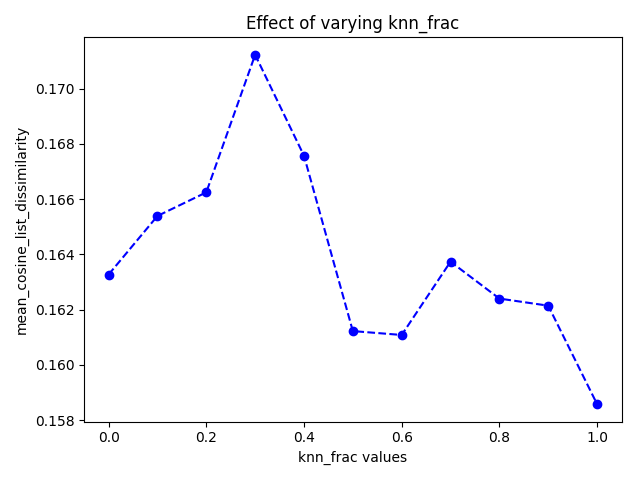 Effect of varying knn_frac
mean_cosine_list_dissimilarity
0.170
0.168
0.166
0.164
0.162
0.160
0.158
0.0 0.2 0.4 0.6 0.8 1.0
knn_frac values